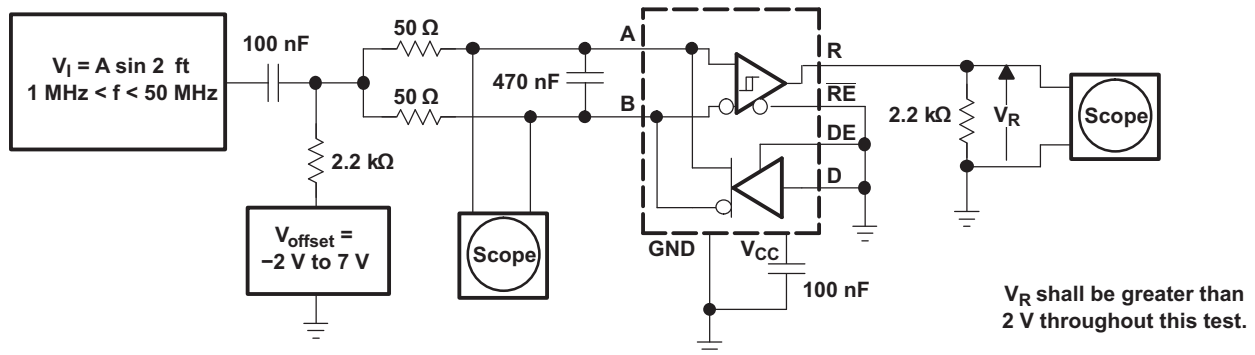 V_I = A sin 2 ft
1 MHz < f < 50 MHz
100 nF
50 Ω
50 Ω
2.2 kΩ
V_offset =
−2 V to 7 V
470 nF
Scope
A
B
GND
V_CC
100 nF
R
R̅E̅
DE
D
2.2 kΩ
V_R
Scope
V_R shall be greater than
2 V throughout this test.